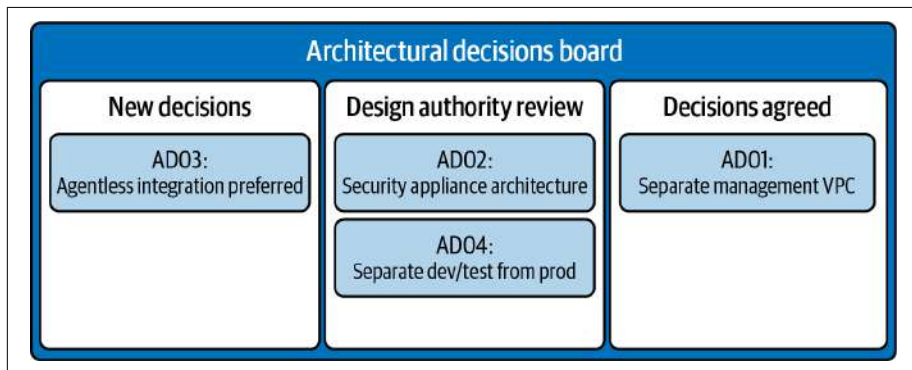 Architectural decisions board
New decisions
AD03:
Agentless integration preferred
Design authority review
AD02:
Security appliance architecture
AD04:
Separate dev/test from prod
Decisions agreed
AD01:
Separate management VPC